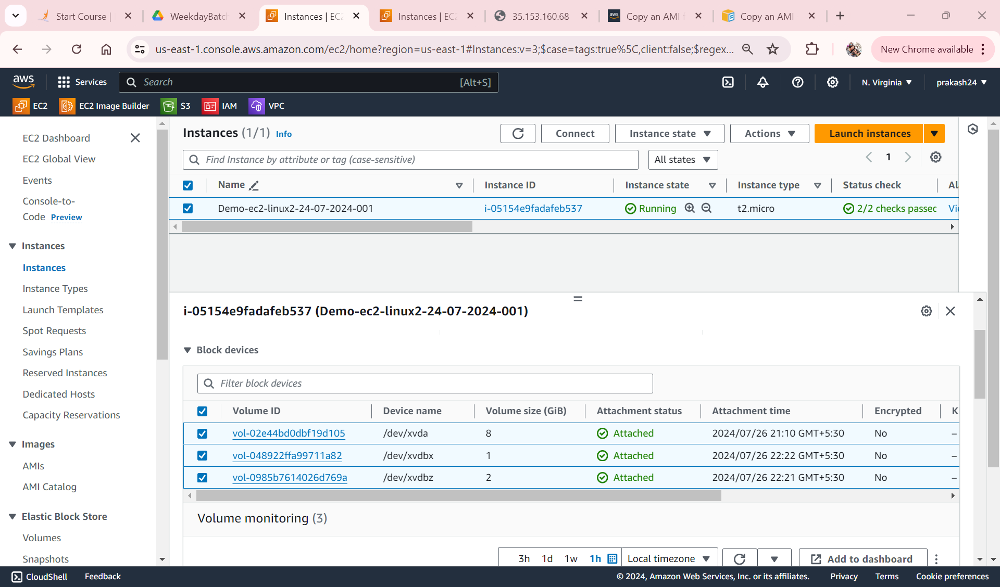 Start Course |
WeekdayBatch
Instances | EC2
Instances | EC2
35.153.160.68
Copy an AMI f
Copy an AMI -
us-east-1.console.aws.amazon.com/ec2/home?region=us-east-1#Instances:v=3;$case=tags:true%5C,client:false;$regex...
New Chrome available
aws
Services
Search
[Alt+S]
N. Virginia
prakash24
EC2
EC2 Image Builder
S3
IAM
VPC
EC2 Dashboard
EC2 Global View
Events
Console-to-
Code Preview
Instances
Instances
Instance Types
Launch Templates
Spot Requests
Savings Plans
Reserved Instances
Dedicated Hosts
Capacity Reservations
Images
AMIs
AMI Catalog
Elastic Block Store
Volumes
Snapshots
Instances (1/1) Info
Connect
Instance state
Actions
Launch instances
Find Instance by attribute or tag (case-sensitive)
All states
1
Name
Instance ID
Instance state
Instance type
Status check
Al
Demo-ec2-linux2-24-07-2024-001
i-05154e9fadafeb537
Running
t2.micro
2/2 checks passed
Vi
i-05154e9fadafeb537 (Demo-ec2-linux2-24-07-2024-001)
Block devices
Filter block devices
Volume ID
Device name
Volume size (GiB)
Attachment status
Attachment time
Encrypted
K
vol-02e44bd0dbf19d105
/dev/xvda
8
Attached
2024/07/26 21:10 GMT+5:30
No
–
vol-048922ffa99711a82
/dev/xvdbx
1
Attached
2024/07/26 22:22 GMT+5:30
No
–
vol-0985b7614026d769a
/dev/xvdbz
2
Attached
2024/07/26 22:21 GMT+5:30
No
–
Volume monitoring (3)
3h
1d
1w
1h
Local timezone
Add to dashboard
CloudShell
Feedback
© 2024, Amazon Web Services, Inc. or its affiliates.
Privacy
Terms
Cookie preferences